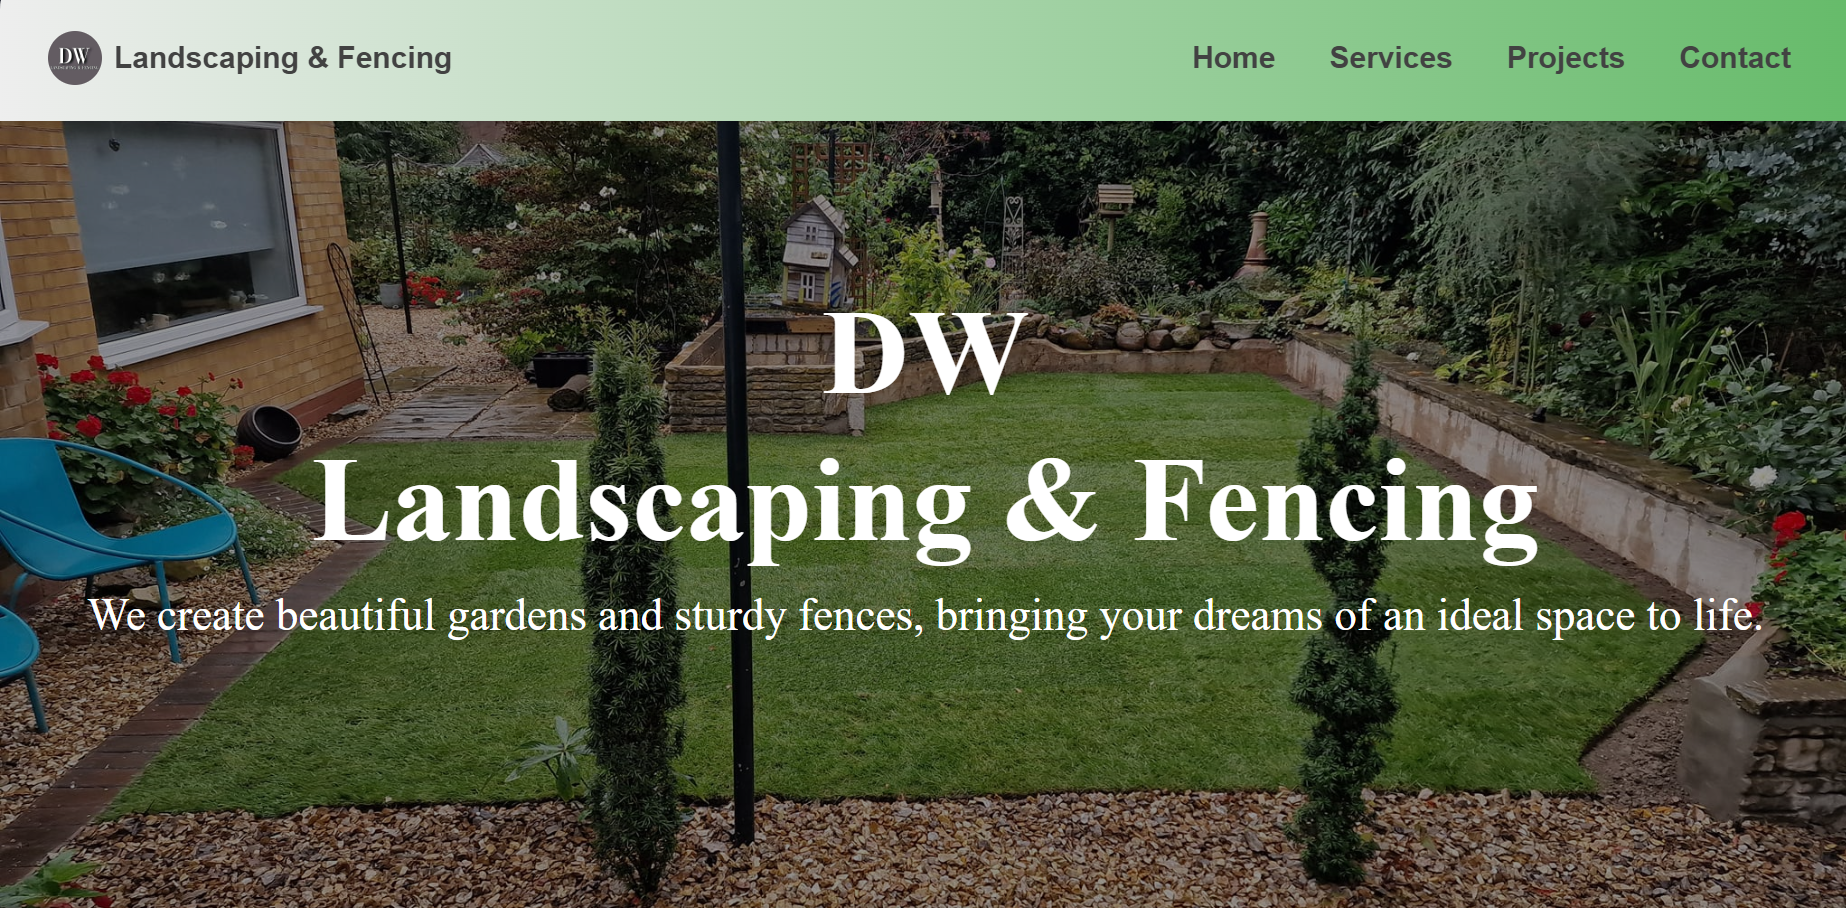 DW
Landscaping & Fencing
Home Services Projects Contact
DW
Landscaping & Fencing
We create beautiful gardens and sturdy fences, bringing your dreams of an ideal space to life.